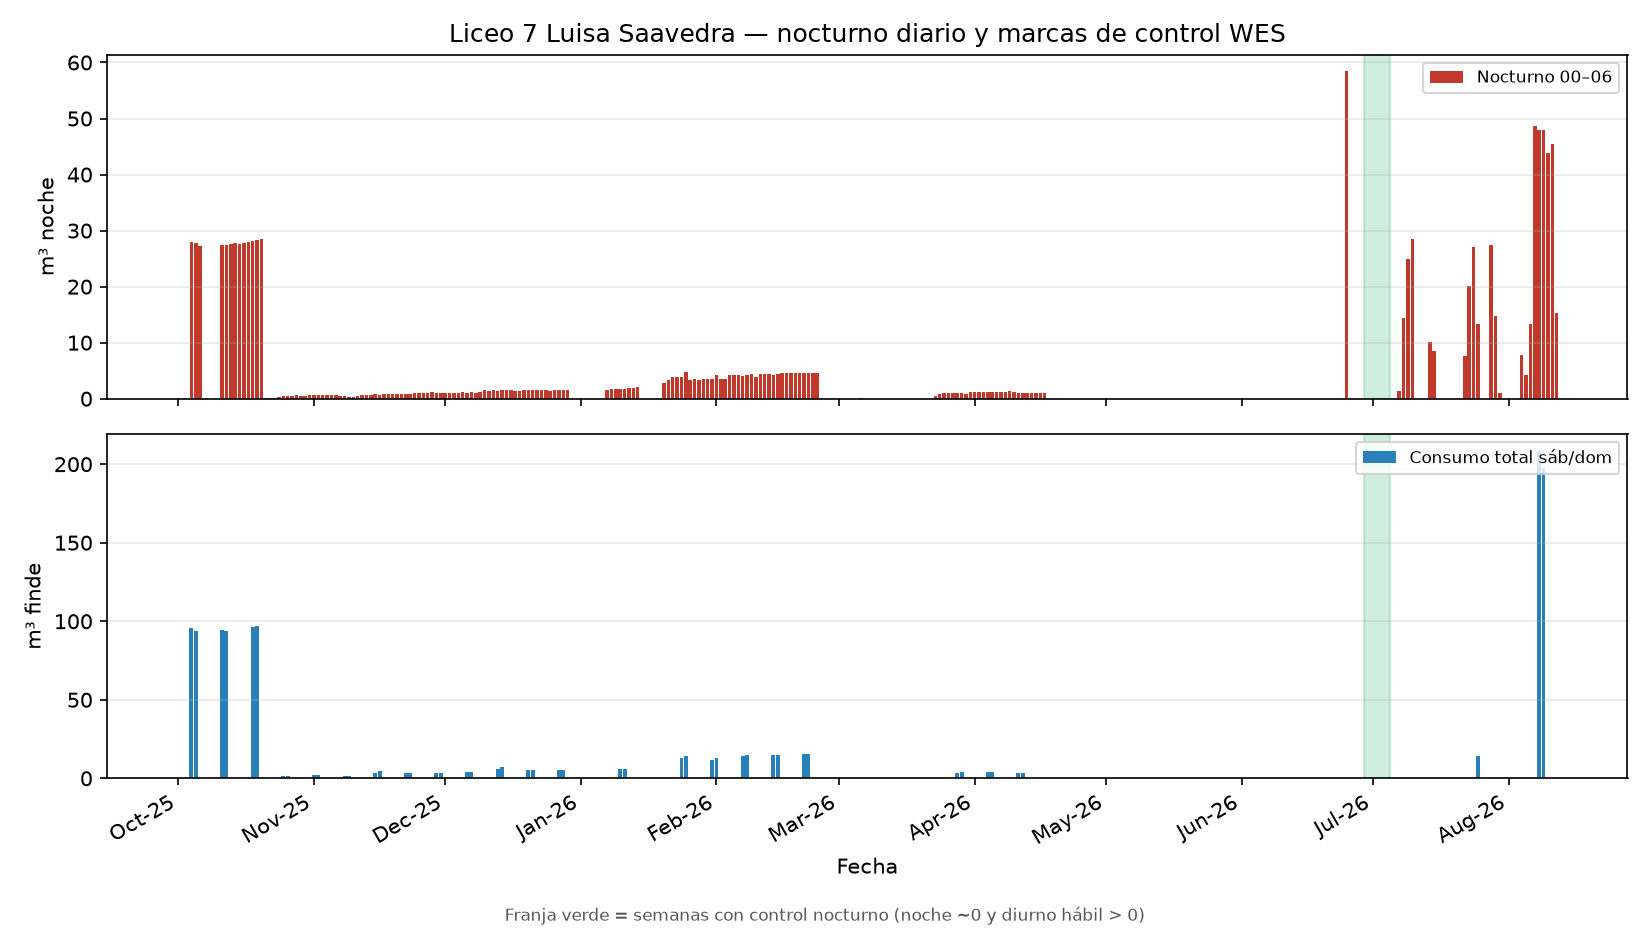 Liceo 7 Luisa Saavedra — nocturno diario y marcas de control WES
60
50
40
30
20
10
0
m³ noche
Nocturno 00–06
200
150
100
50
0
m³ finde
Consumo total sáb/dom
Oct-25
Nov-25
Dec-25
Jan-26
Feb-26
Mar-26
Apr-26
May-26
Jun-26
Jul-26
Aug-26
Fecha
Franja verde = semanas con control nocturno (noche ~0 y diurno hábil > 0)